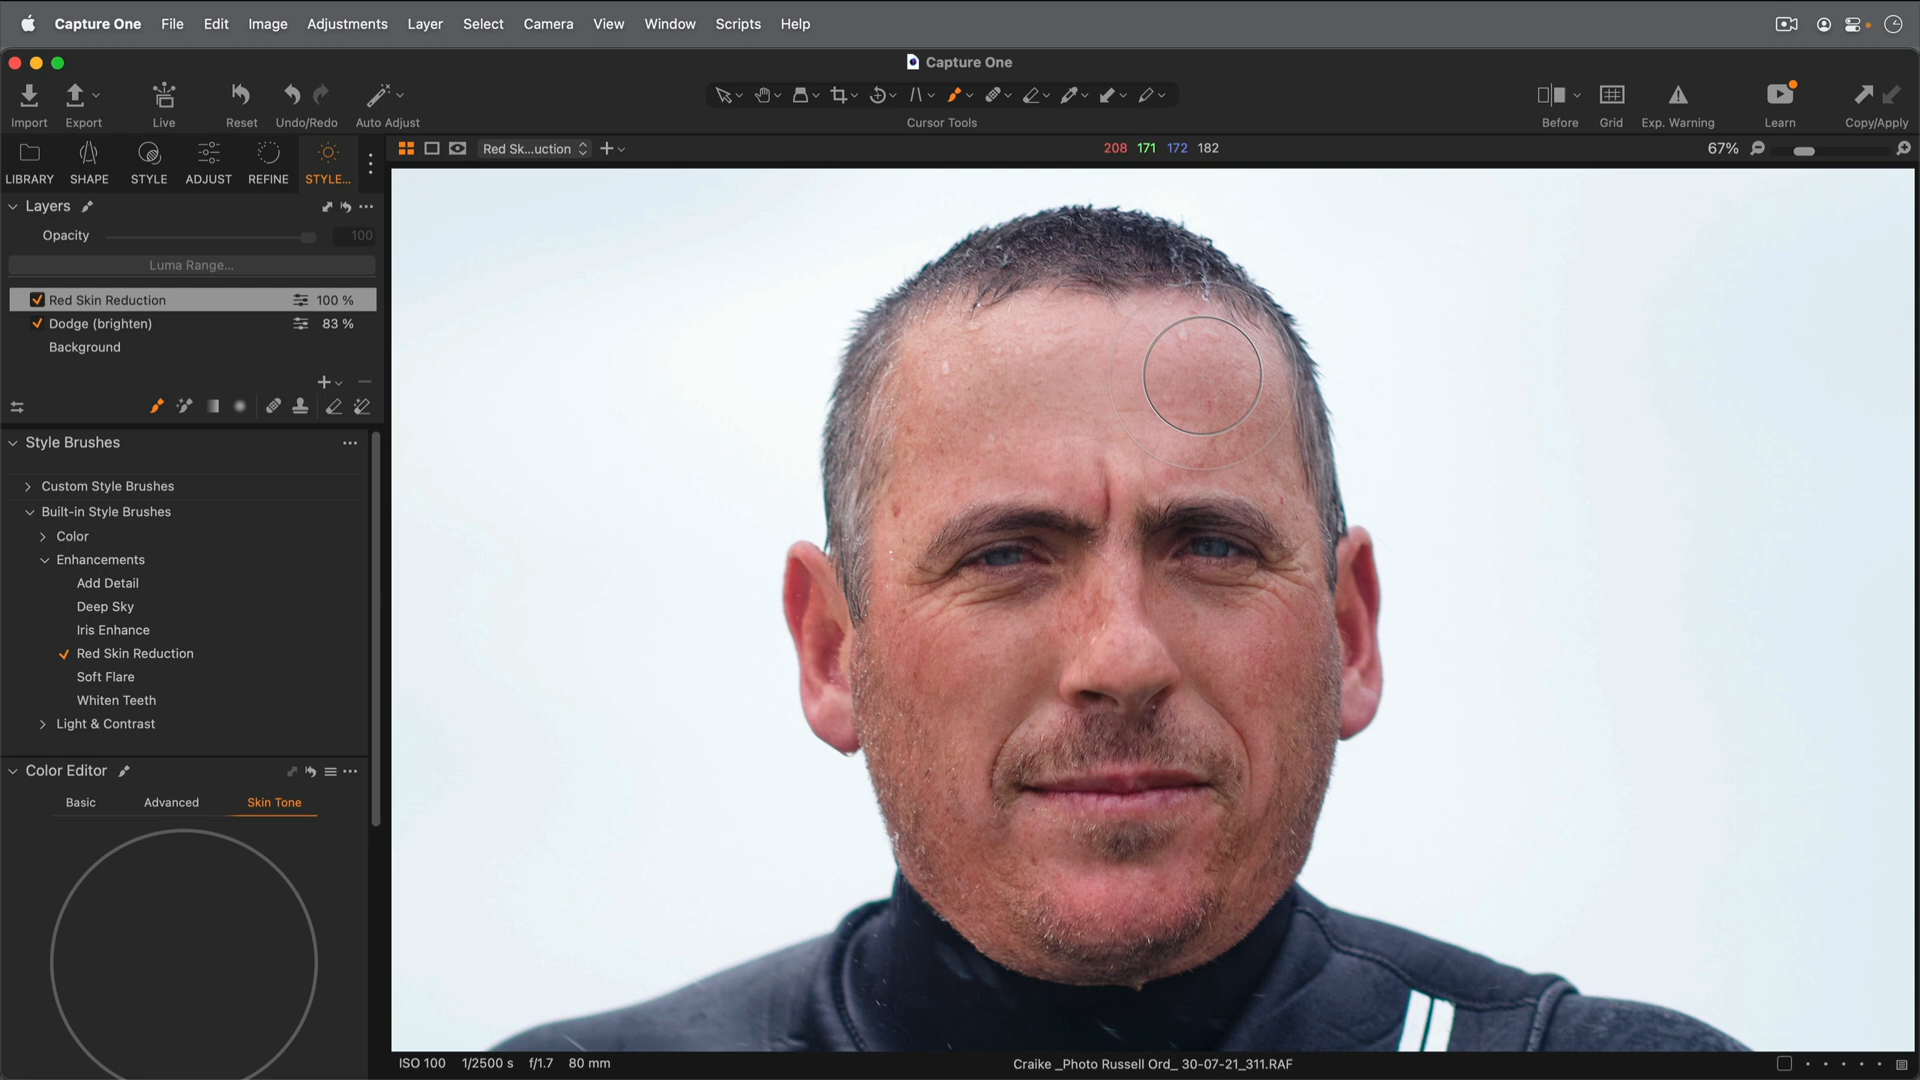 Capture One File Edit Image Adjustments Layer Select Camera View Window Scripts Help
Capture One
Import Export Live Reset Undo/Redo Auto Adjust Cursor Tools Before Grid Exp. Warning Learn Copy/Apply
LIBRARY SHAPE STYLE ADJUST REFINE STYLE...
Red Sk...uction 208 171 172 182 67%
Layers
Opacity 100
Luma Range...
Red Skin Reduction 100 %
Dodge (brighten) 83 %
Background
Style Brushes
Custom Style Brushes
Built-in Style Brushes
Color
Enhancements
Add Detail
Deep Sky
Iris Enhance
Red Skin Reduction
Soft Flare
Whiten Teeth
Light & Contrast
Color Editor
Basic Advanced Skin Tone
ISO 100 1/2500 s f/1.7 80 mm Craike _Photo Russell Ord_ 30-07-21_311.RAF